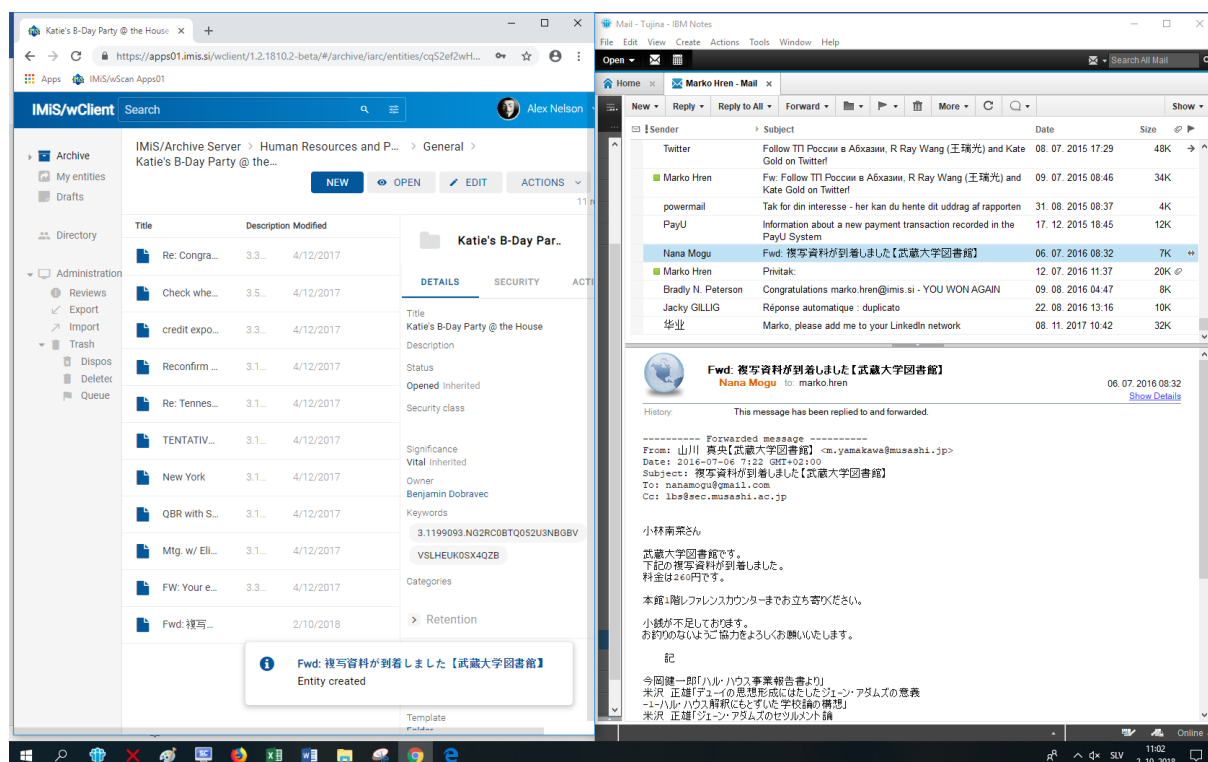 Katie's B-Day Party @ the House
https://apps01.imis.si/wclient/1.2.1810.2-beta/#/archive/iarc/entities/cqS2ef2wH...
Apps IMiS/wScan Apps01
IMiS/wClient Search Alex Nelson
Archive
My entities
Drafts
Directory
Administration
Reviews
Export
Import
Trash
Dispos
Deletec
Queue
IMiS/Archive Server > Human Resources and P... > General >
Katie's B-Day Party @ the...
NEW OPEN EDIT ACTIONS
11 re
Title Description Modified
Re: Congra... 3.3... 4/12/2017
Check whe... 3.5... 4/12/2017
credit expo... 3.3... 4/12/2017
Reconfirm ... 3.1... 4/12/2017
Re: Tennes... 3.1... 4/12/2017
TENTATIV... 3.1... 4/12/2017
New York 3.1... 4/12/2017
QBR with S... 3.1... 4/12/2017
Mtg. w/ Eli... 3.1... 4/12/2017
FW: Your e... 3.3... 4/12/2017
Fwd: 複写... 2/10/2018
Katie's B-Day Par..
DETAILS SECURITY ACTI
Title
Katie's B-Day Party @ the House
Description
Status
Opened Inherited
Security class
Significance
Vital Inherited
Owner
Benjamin Dobravec
Keywords
3.1199093.NG2RC0BTQ052U3NBGBV
VSLHEUK0SX4QZB
Categories
Retention
Fwd: 複写資料が到着しました【武蔵大学図書館】
Entity created
Template
Folder
Mail - Tujina - IBM Notes
File Edit View Create Actions Tools Window Help
Open Search All Mail
Home Marko Hren - Mail
New Reply Reply to All Forward More Show
Sender Subject Date Size
Twitter Follow ТП России в Абхазии, R Ray Wang (王瑞光) and Kate 08. 07. 2015 17:29 48K
Gold on Twitter!
Marko Hren Fw: Follow ТП России в Абхазии, R Ray Wang (王瑞光) and 09. 07. 2015 08:46 34K
Kate Gold on Twitter!
powermail Tak for din interesse - her kan du hente dit uddrag af rapporten 31. 08. 2015 08:37 4K
PayU Information about a new payment transaction recorded in the 17. 12. 2015 18:45 12K
PayU System
Nana Mogu Fwd: 複写資料が到着しました【武蔵大学図書館】 06. 07. 2016 08:32 7K
Marko Hren Privitak: 12. 07. 2016 11:37 20K
Bradly N. Peterson Congratulations marko.hren@imis.si - YOU WON AGAIN 09. 08. 2016 04:47 8K
Jacky GILLIG Réponse automatique : duplicato 22. 08. 2016 13:16 10K
华业 Marko, please add me to your LinkedIn network 08. 11. 2017 10:42 32K
Fwd: 複写資料が到着しました【武蔵大学図書館】
Nana Mogu to: marko.hren 06. 07. 2016 08:32
Show Details
History: This message has been replied to and forwarded.
---------- Forwarded message ----------
From: 山川 真央【武蔵大学図書館】 <m.yamakawa@musashi.jp>
Date: 2016-07-06 7:22 GMT+02:00
Subject: 複写資料が到着しました【武蔵大学図書館】
To: nanamogu@gmail.com
Cc: lbs@sec.musashi.ac.jp
小林南菜さん
武蔵大学図書館です。
下記の複写資料が到着しました。
料金は260円です。
本館1階レファレンスカウンターまでお立ち寄りください。
小銭が不足しております。
お釣りのないようご協力をよろしくお願いいたします。
記
今岡健一郎「ハル・ハウス事業報告書より」
米沢 正雄「デューイの思想形成にはたしたジェーン・アダムズの意義
-1-ハル・ハウス解釈にもとずいた学校論の構想」
米沢 正雄「ジェーン・アダムズのセツルメント論
Online
SLV 11:02
2. 10. 2018